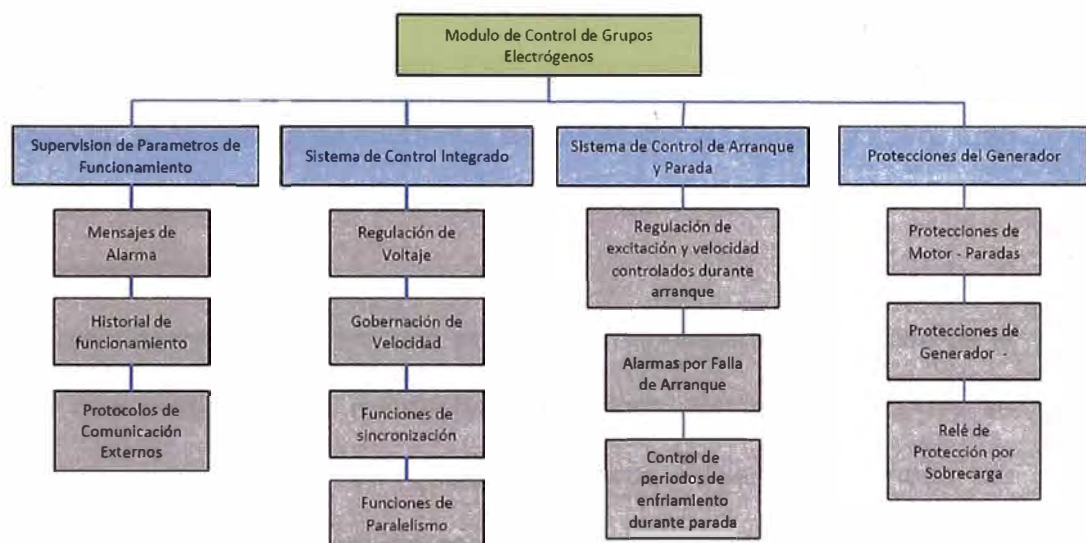 Modulo de Control de Grupos
Electrógenos
Supervision de Parametros de
Funcionamiento
Mensajes de
Alarma
Historial de
funcionamiento
Protocolos de
Comunicación
Externos
Sistema de Control Integrado
Regulación de
Voltaje
Gobernación de
Velocidad
Funciones de
sincronización
Funciones de
Paralelismo
Sistema de Control de Arranque
y Parada
Regulación de
excitación y velocidad
controlados durante
arranque
Alarmas por Falla
de Arranque
Control de
periodos de
enfriamiento
durante parada
Protecciones del Generador
Protecciones de
Motor - Paradas
Protecciones de
Generador -
Relé de
Protección por
Sobrecarga